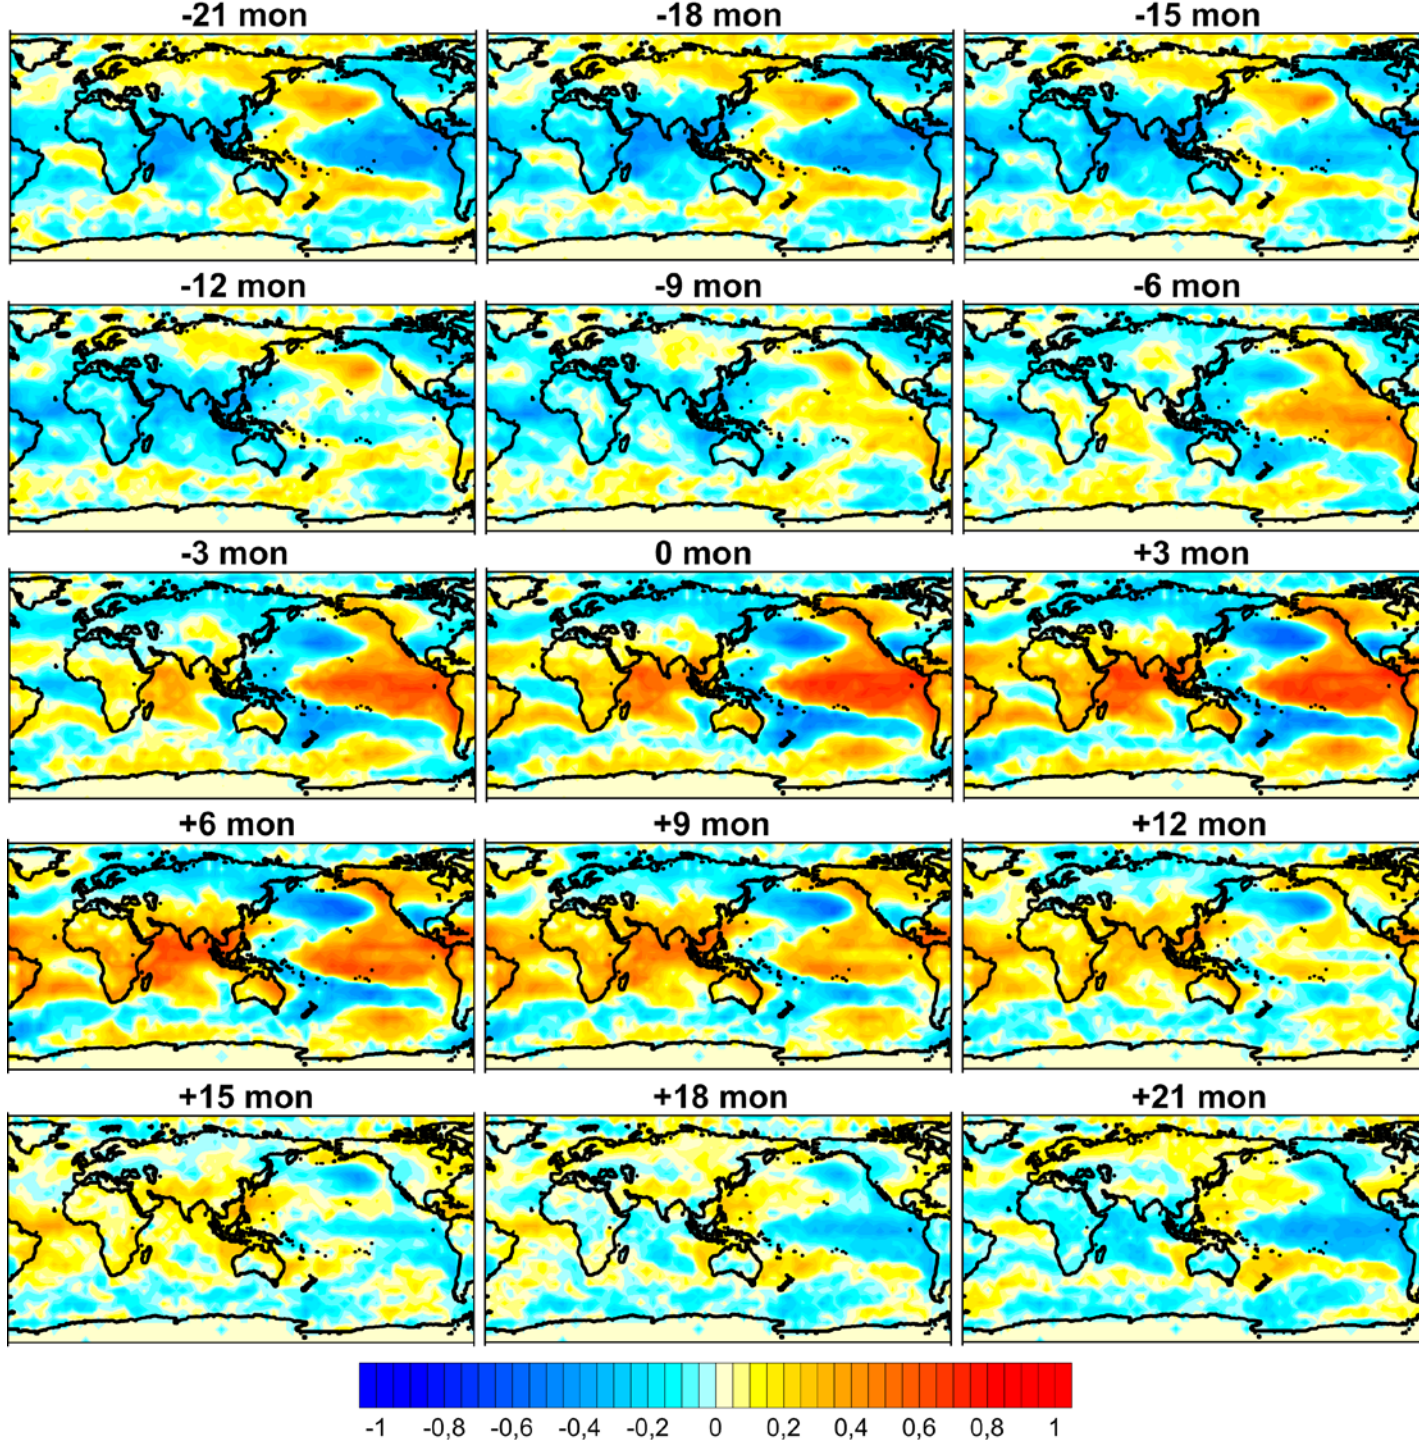 -21 mon -18 mon -15 mon
-12 mon -9 mon -6 mon
-3 mon 0 mon +3 mon
+6 mon +9 mon +12 mon
+15 mon +18 mon +21 mon
-1 -0,8 -0,6 -0,4 -0,2 0 0,2 0,4 0,6 0,8 1